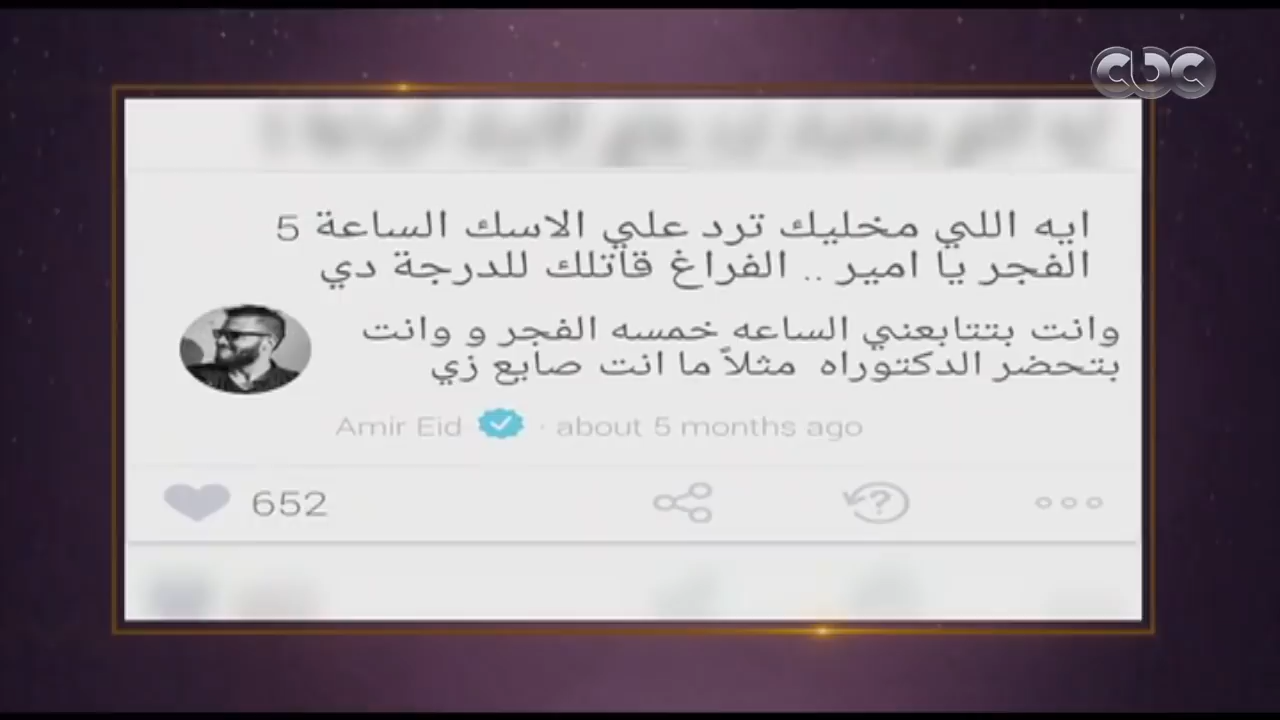 cbc
ايه اللي مخليك ترد علي الاسك الساعة 5
الفجر يا امير .. الفراغ قاتلك للدرجة دي
وانت بتتابعني الساعه خمسه الفجر و وانت
بتحضر الدكتوراه مثلاً ما انت صايع زي
Amir Eid · about 5 months ago
652